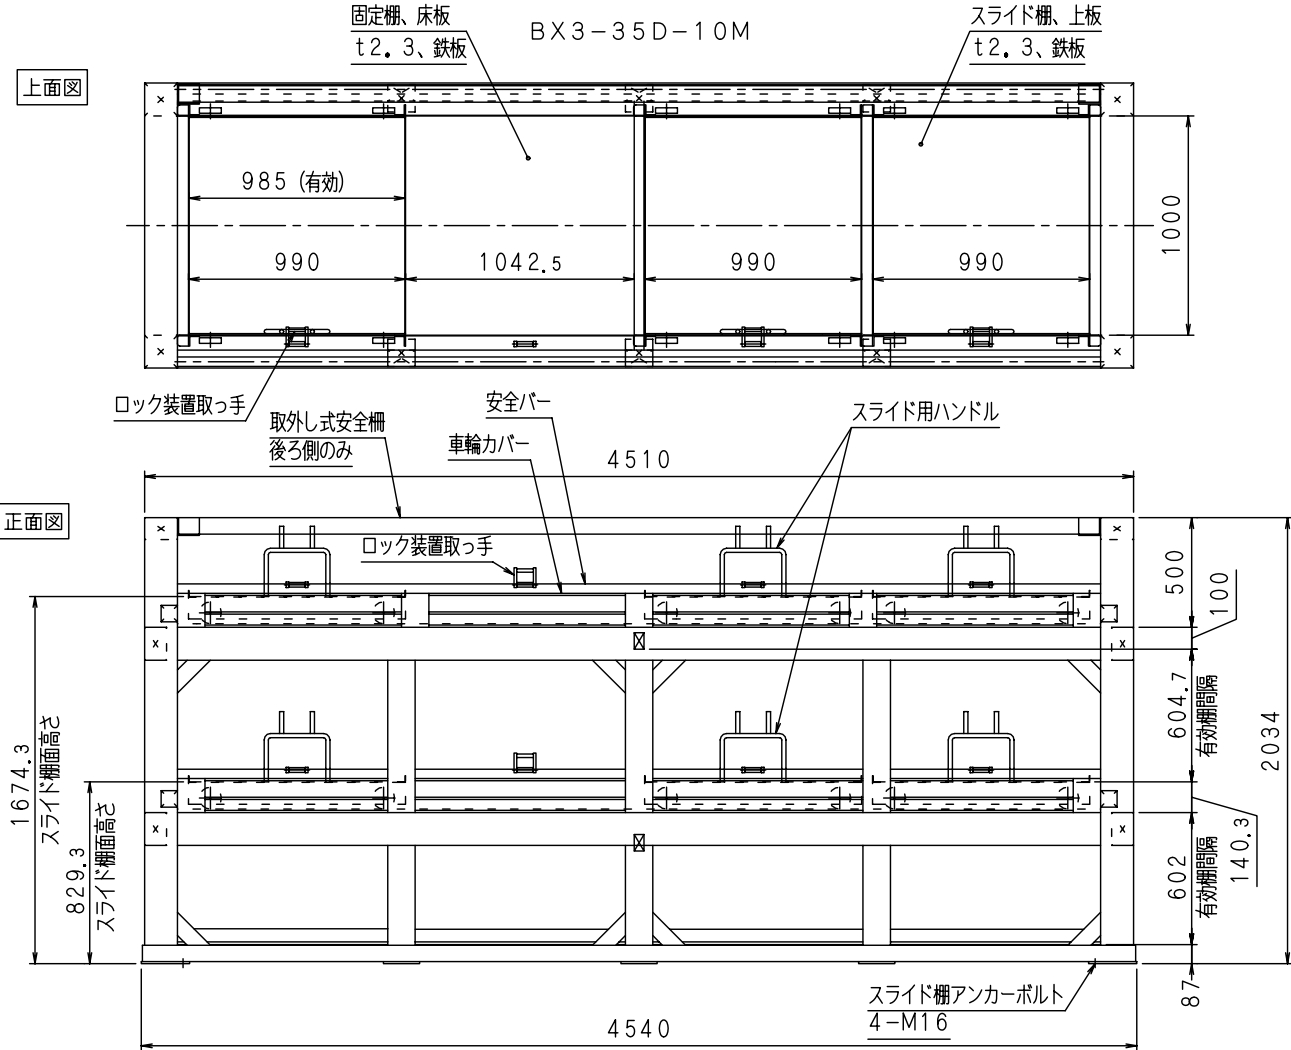 固定棚、床板
t2.3、鉄板
BX3-35D-10M
スライド棚、上板
t2.3、鉄板
上面図
985 (有効)
990
1042.5
990
990
1000
ロック装置取っ手
取外し式安全柵
後ろ側のみ
安全バー
車輪カバー
スライド用ハンドル
4510
正面図
ロック装置取っ手
500
100
604.7
有効棚間隔
2034
1674.3
スライド棚面高さ
829.3
スライド棚面高さ
602
有効棚間隔
140.3
87
スライド棚アンカーボルト
4-M16
4540